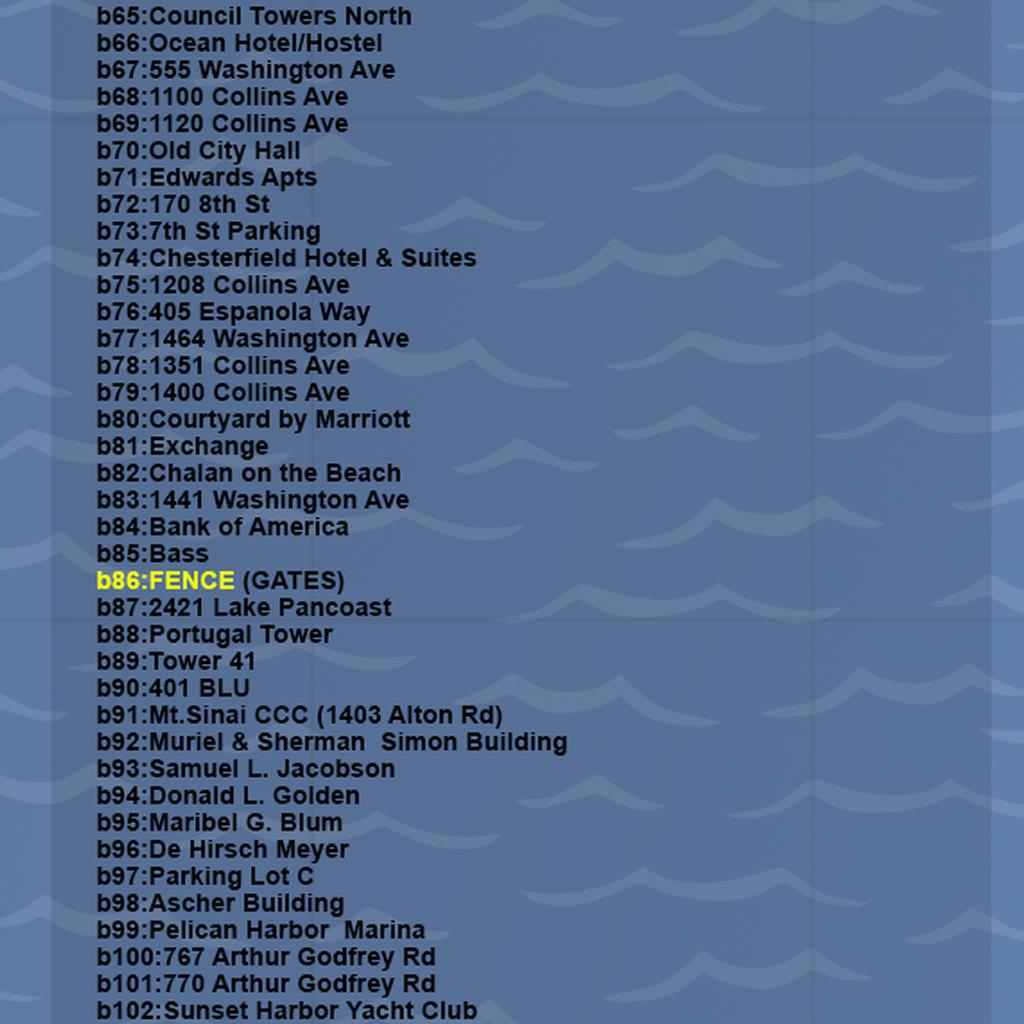 b65:Council Towers North
b66:Ocean Hotel/Hostel
b67:555 Washington Ave
b68:1100 Collins Ave
b69:1120 Collins Ave
b70:Old City Hall
b71:Edwards Apts
b72:170 8th St
b73:7th St Parking
b74:Chesterfield Hotel & Suites
b75:1208 Collins Ave
b76:405 Espanola Way
b77:1464 Washington Ave
b78:1351 Collins Ave
b79:1400 Collins Ave
b80:Courtyard by Marriott
b81:Exchange
b82:Chalan on the Beach
b83:1441 Washington Ave
b84:Bank of America
b85:Bass
b86:FENCE (GATES)
b87:2421 Lake Pancoast
b88:Portugal Tower
b89:Tower 41
b90:401 BLU
b91:Mt.Sinai CCC (1403 Alton Rd)
b92:Muriel & Sherman  Simon Building
b93:Samuel L. Jacobson
b94:Donald L. Golden
b95:Maribel G. Blum
b96:De Hirsch Meyer
b97:Parking Lot C
b98:Ascher Building
b99:Pelican Harbor  Marina
b100:767 Arthur Godfrey Rd
b101:770 Arthur Godfrey Rd
b102:Sunset Harbor Yacht Club